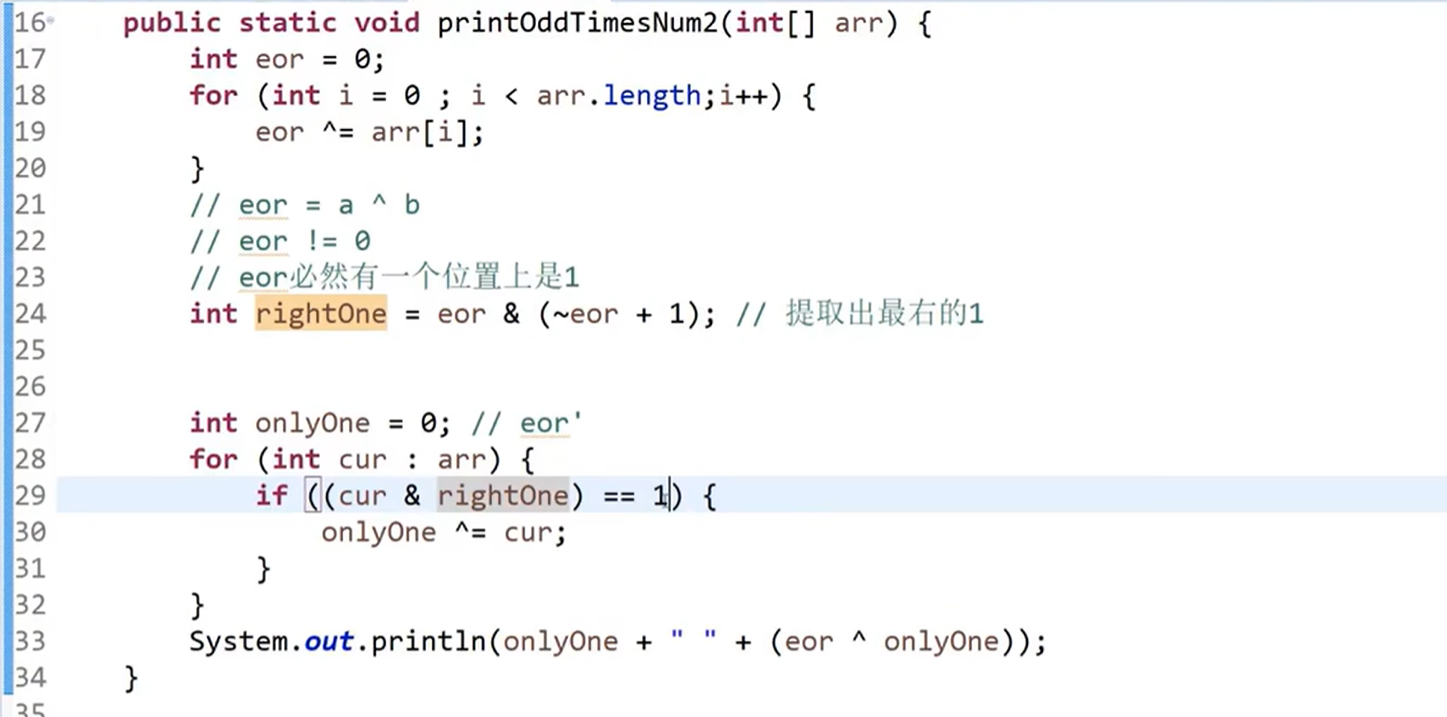 16 public static void printOddTimesNum2(int[] arr) {
17 int eor = 0;
18 for (int i = 0 ; i < arr.length;i++) {
19 eor ^= arr[i];
20 }
21 // eor = a ^ b
22 // eor != 0
23 // eor必然有一个位置上是1
24 int rightOne = eor & (~eor + 1); // 提取出最右的1
25
26
27 int onlyOne = 0; // eor'
28 for (int cur : arr) {
29 if ((cur & rightOne) == 1) {
30 onlyOne ^= cur;
31 }
32 }
33 System.out.println(onlyOne + " " + (eor ^ onlyOne));
34 }
35